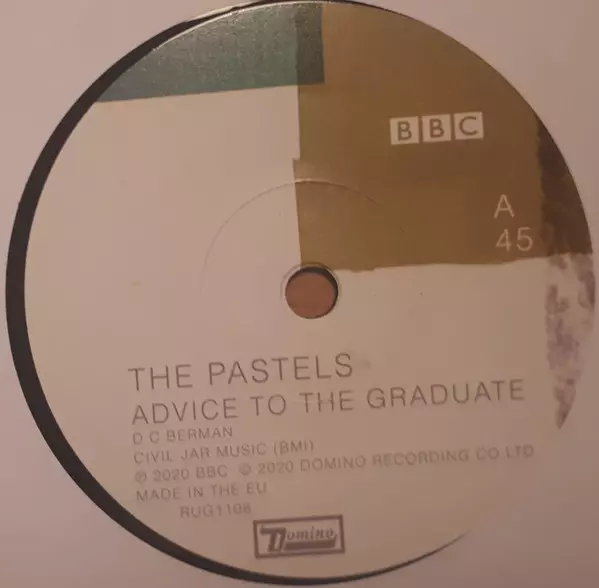 BBC
A
45
THE PASTELS
ADVICE TO THE GRADUATE
D C BERMAN
CIVIL JAR MUSIC (BMI)
℗ 2020 BBC © 2020 DOMINO RECORDING CO LTD
MADE IN THE EU
RUG1108
Domino